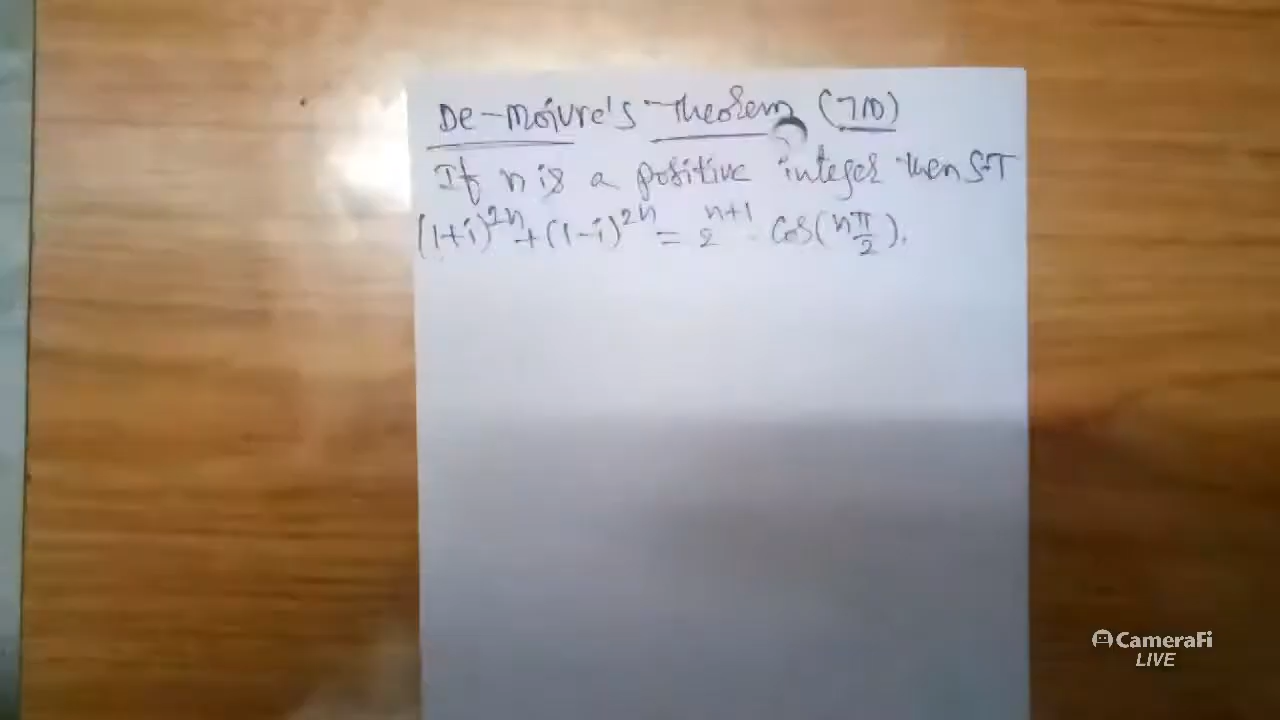 De-Moivre's Theorem (7M)
If n is a positive integer then S.T
(1+i)^2n + (1-i)^2n = 2^n+1 . Cos(nπ/2).
CameraFi
LIVE